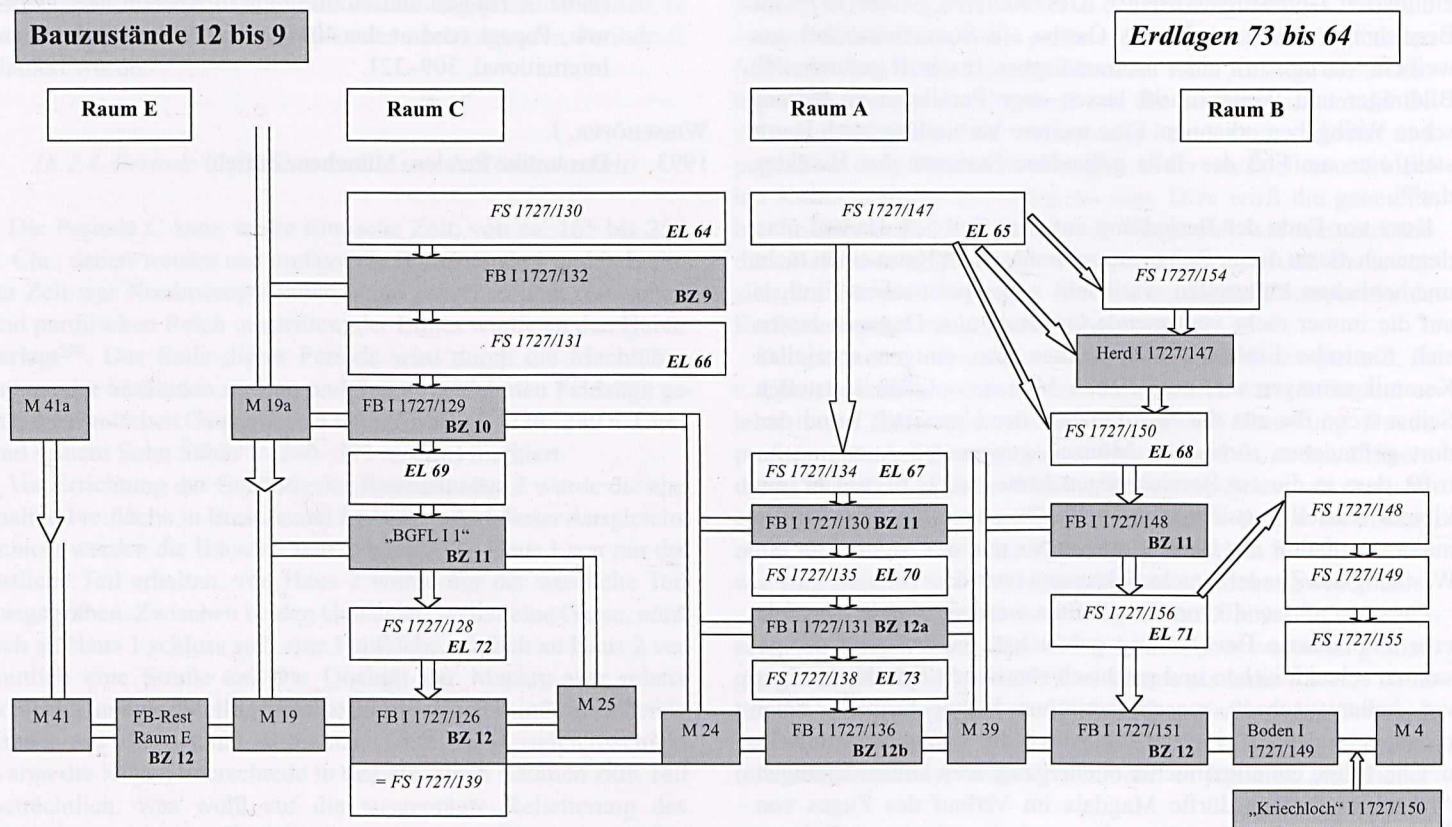 Bauzustände 12 bis 9
Erdlagen 73 bis 64
Raum E
Raum C
Raum A
Raum B
FS 1727/130
EL 64
FS 1727/147
EL 65
FB I 1727/132
BZ 9
FS 1727/154
FS 1727/131
EL 66
Herd I 1727/147
M 41a
M 19a
FB I 1727/129
BZ 10
FS 1727/150
EL 68
EL 69
FS 1727/134 EL 67
„BGFL I 1“
BZ 11
FB I 1727/130 BZ 11
FB I 1727/148
BZ 11
FS 1727/148
FS 1727/135 EL 70
FS 1727/149
FS 1727/128
EL 72
FB I 1727/131 BZ 12a
FS 1727/156
EL 71
FS 1727/155
FS 1727/138 EL 73
M 41
FB-Rest
Raum E
BZ 12
M 19
FB I 1727/126
BZ 12
M 25
M 24
FB I 1727/136
BZ 12b
M 39
FB I 1727/151
BZ 12
Boden I
1727/149
M 4
= FS 1727/139
„Kriechloch“ I 1727/150